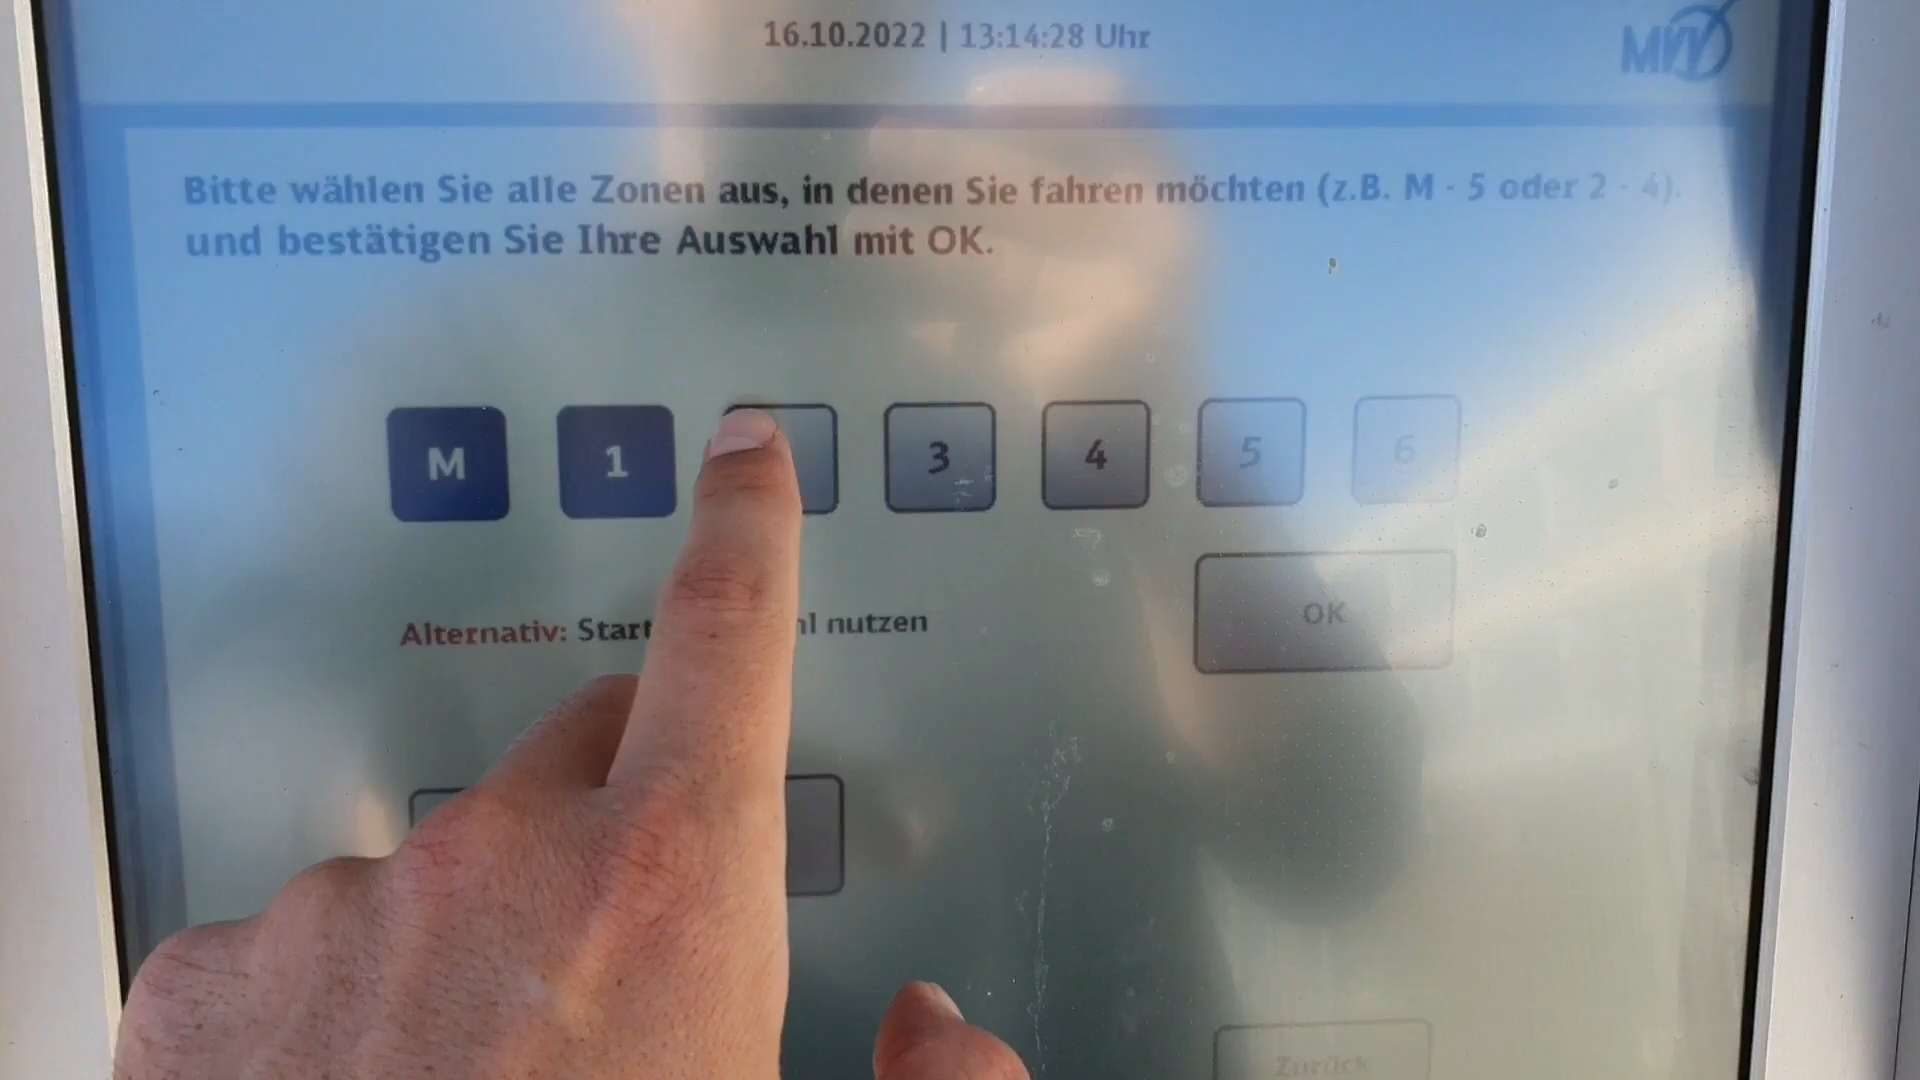 16.10.2022 | 13:14:28 Uhr
MVV
Bitte wählen Sie alle Zonen aus, in denen Sie fahren möchten (z.B. M - 5 oder 2 - 4).
und bestätigen Sie Ihre Auswahl mit OK.
M 1 3 4 5 6
OK
Alternativ: Start nutzen
Zurück